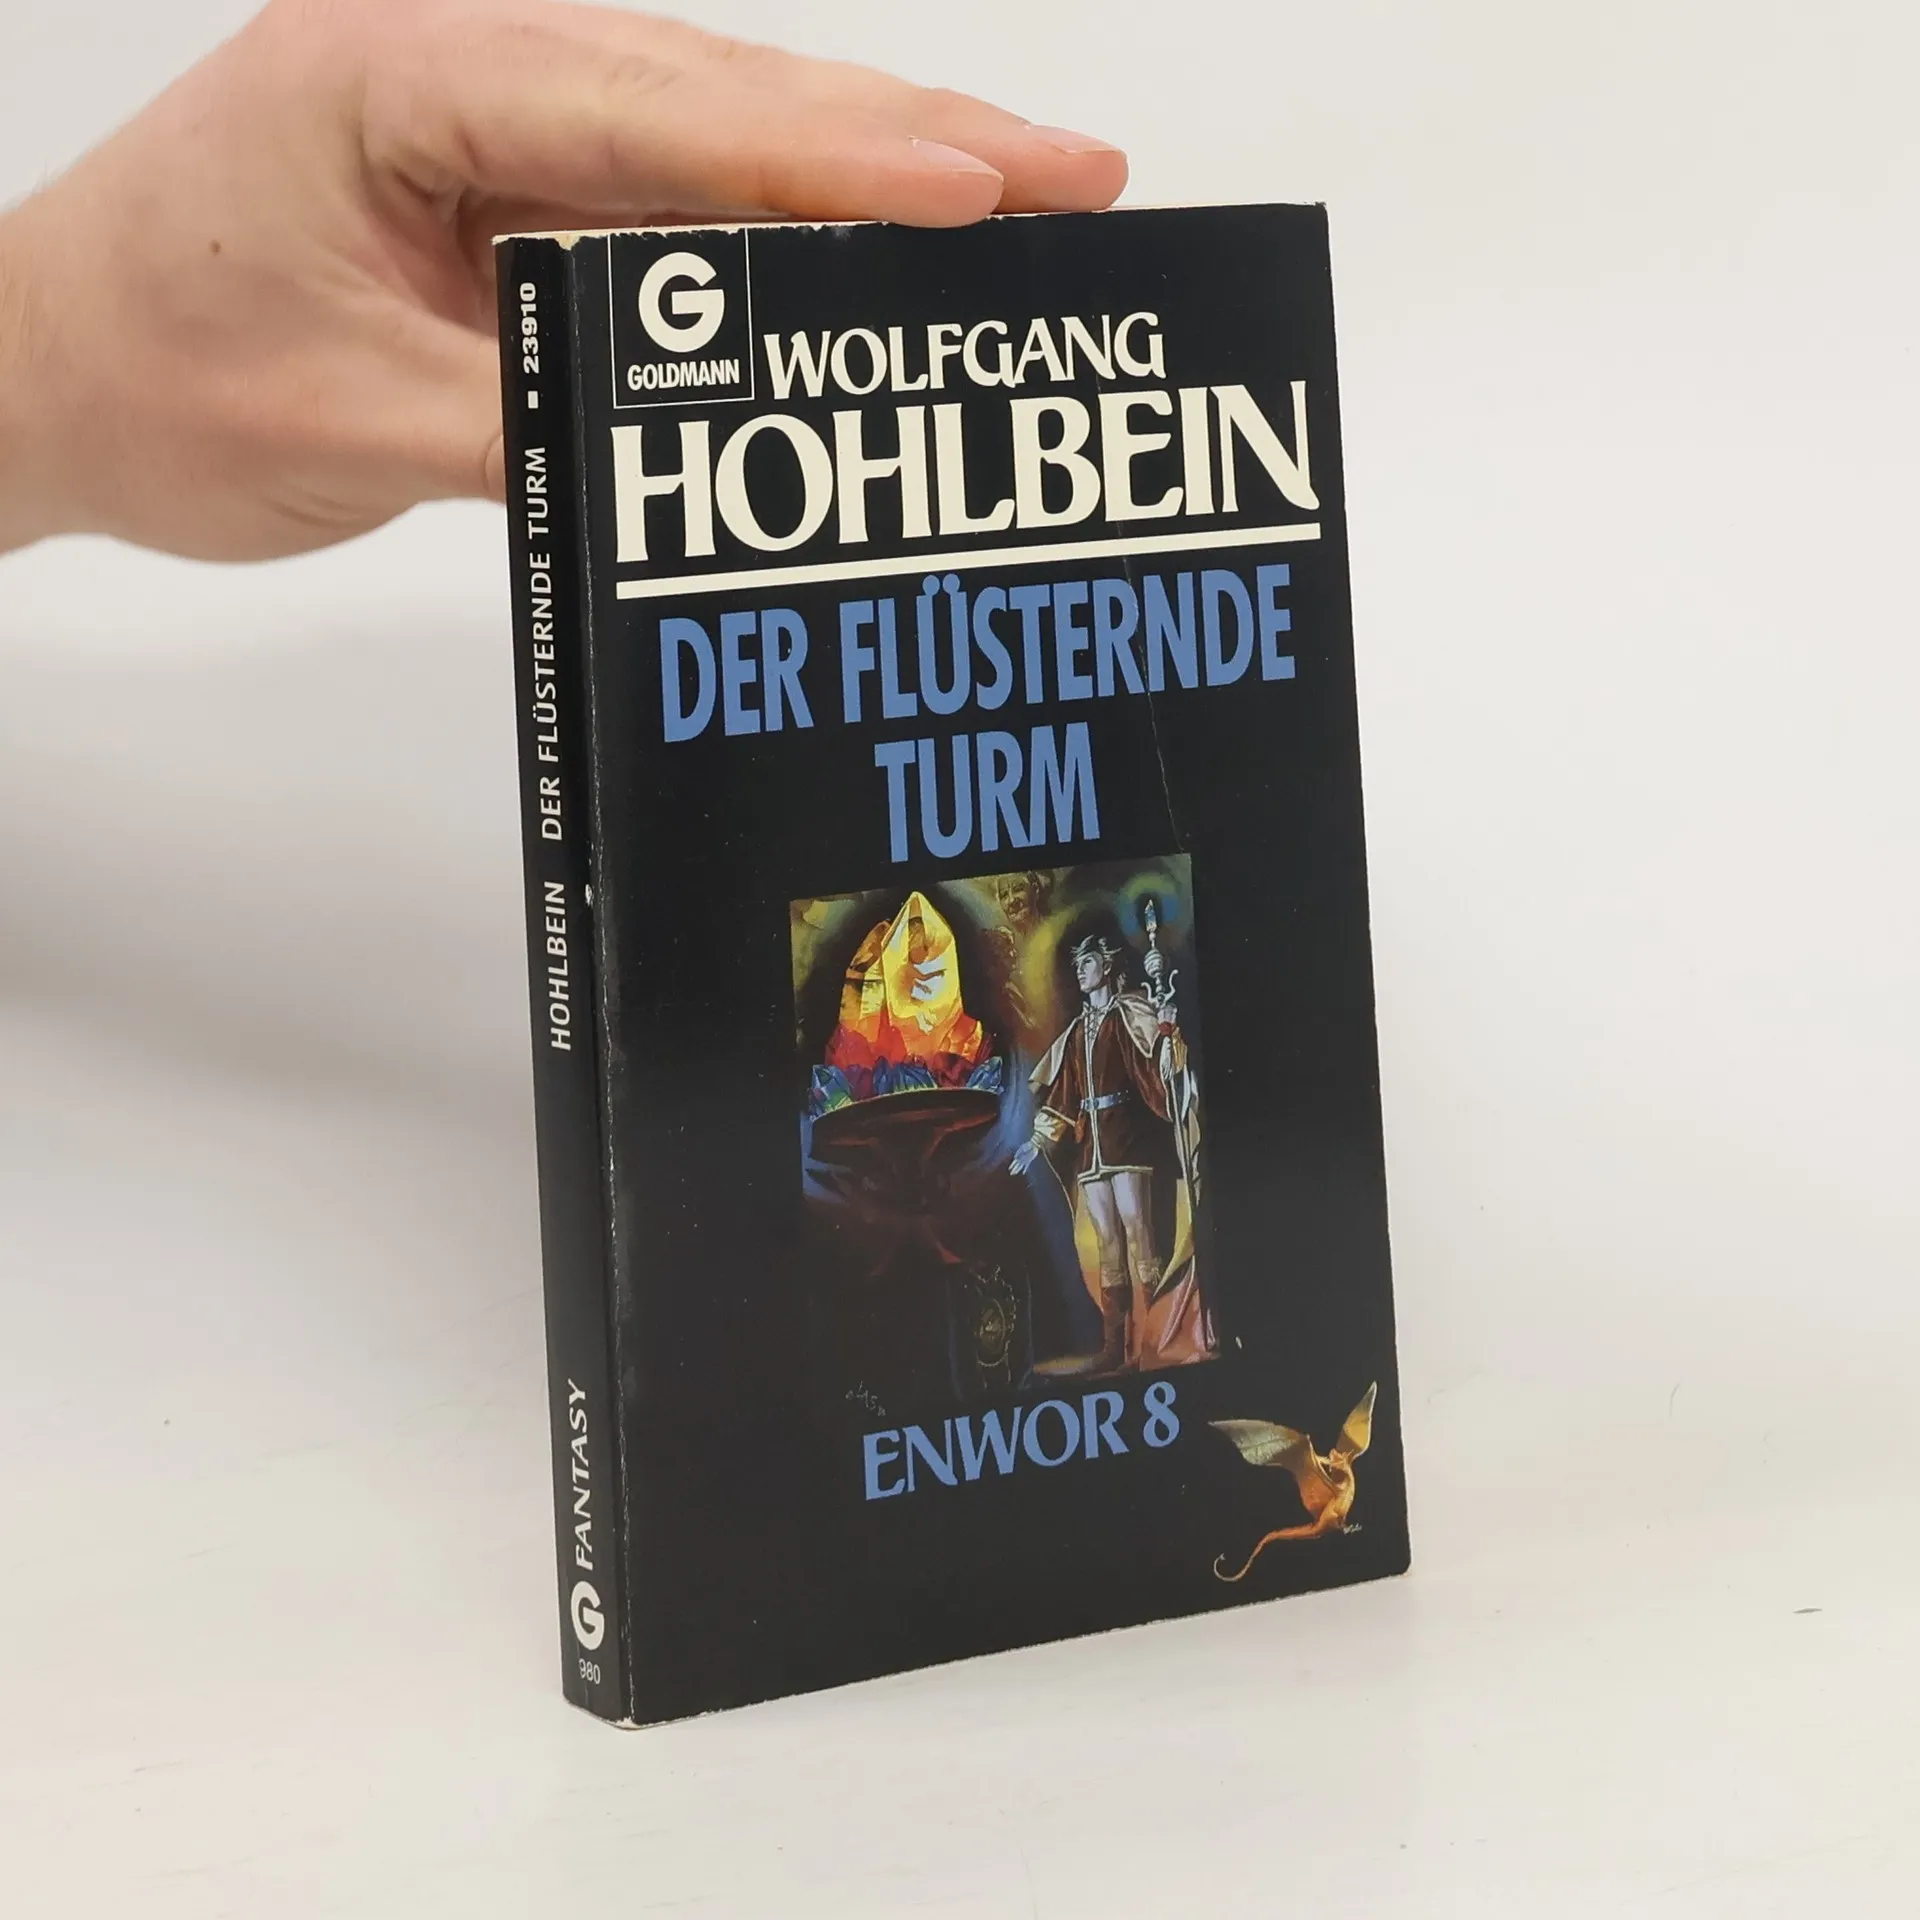 G
GOLDMANN
WOLFGANG
HOHLBEIN
DER FLÜSTERNDE
TURM
ENWOR 8
HOHLBEIN DER FLÜSTERNDE TURM ■ 23910
G FANTASY
980